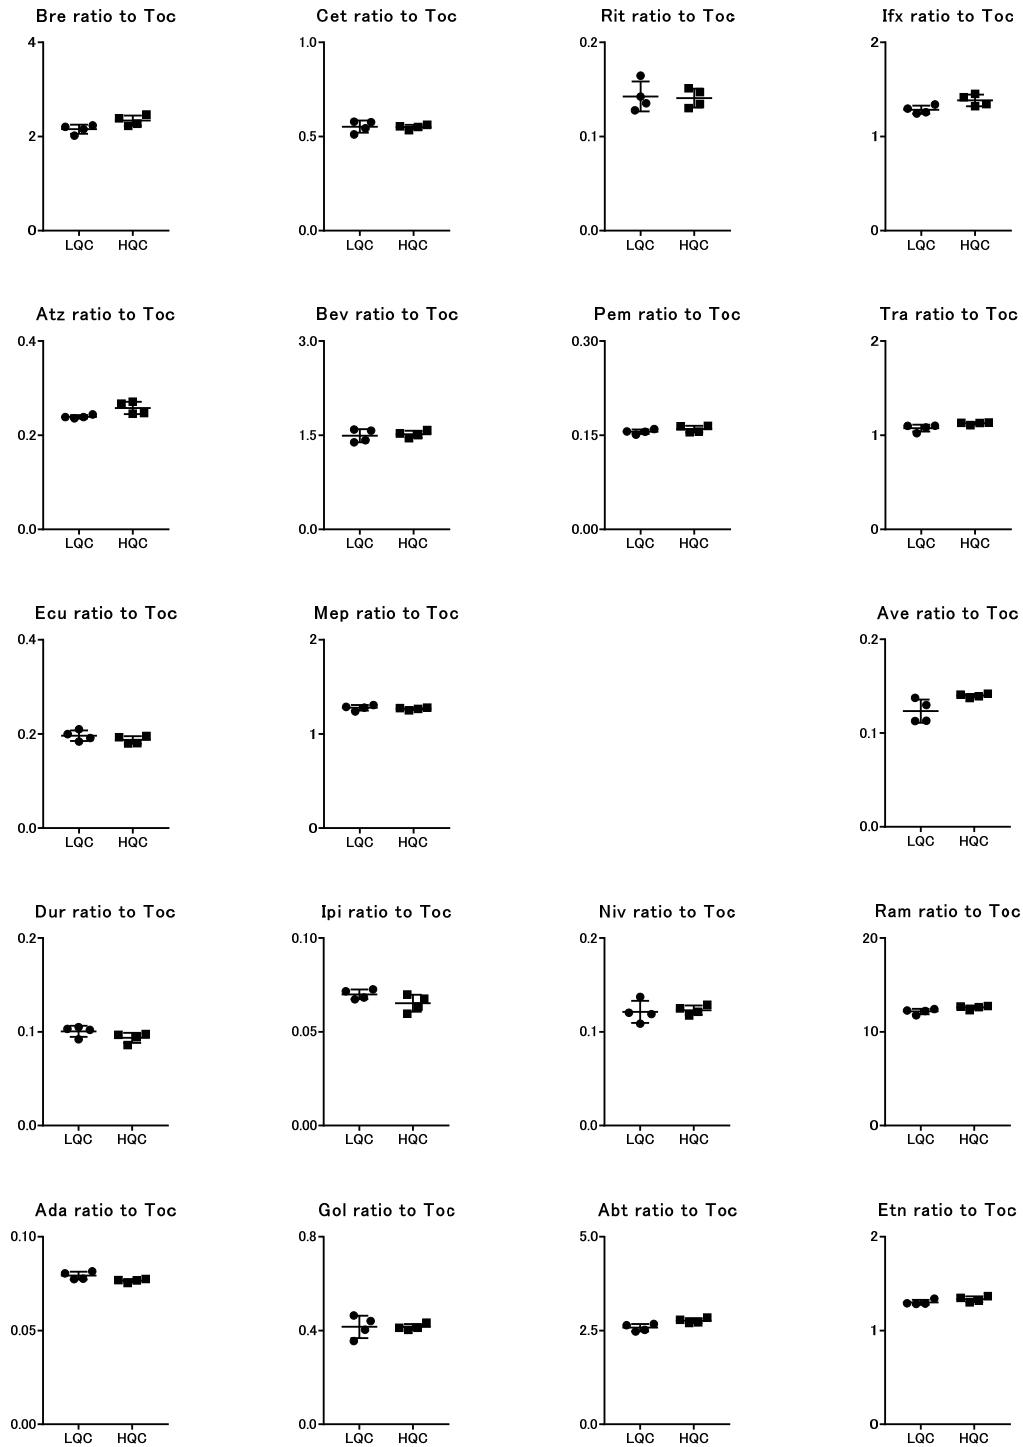 Bre ratio to Toc
Cet ratio to Toc
Rit ratio to Toc
Ifx ratio to Toc
4
2
0
LQC HQC
1.0
0.5
0.0
LQC HQC
0.2
0.1
0.0
LQC HQC
2
1
0
LQC HQC
Atz ratio to Toc
Bev ratio to Toc
Pem ratio to Toc
Tra ratio to Toc
0.4
0.2
0.0
LQC HQC
3.0
1.5
0.0
LQC HQC
0.30
0.15
0.00
LQC HQC
2
1
0
LQC HQC
Ecu ratio to Toc
Mep ratio to Toc
Ave ratio to Toc
0.4
0.2
0.0
LQC HQC
2
1
0
LQC HQC
0.2
0.1
0.0
LQC HQC
Dur ratio to Toc
Ipi ratio to Toc
Niv ratio to Toc
Ram ratio to Toc
0.2
0.1
0.0
LQC HQC
0.10
0.05
0.00
LQC HQC
0.2
0.1
0.0
LQC HQC
20
10
0
LQC HQC
Ada ratio to Toc
Gol ratio to Toc
Abt ratio to Toc
Etn ratio to Toc
0.10
0.05
0.00
LQC HQC
0.8
0.4
0.0
LQC HQC
5.0
2.5
0.0
LQC HQC
2
1
0
LQC HQC